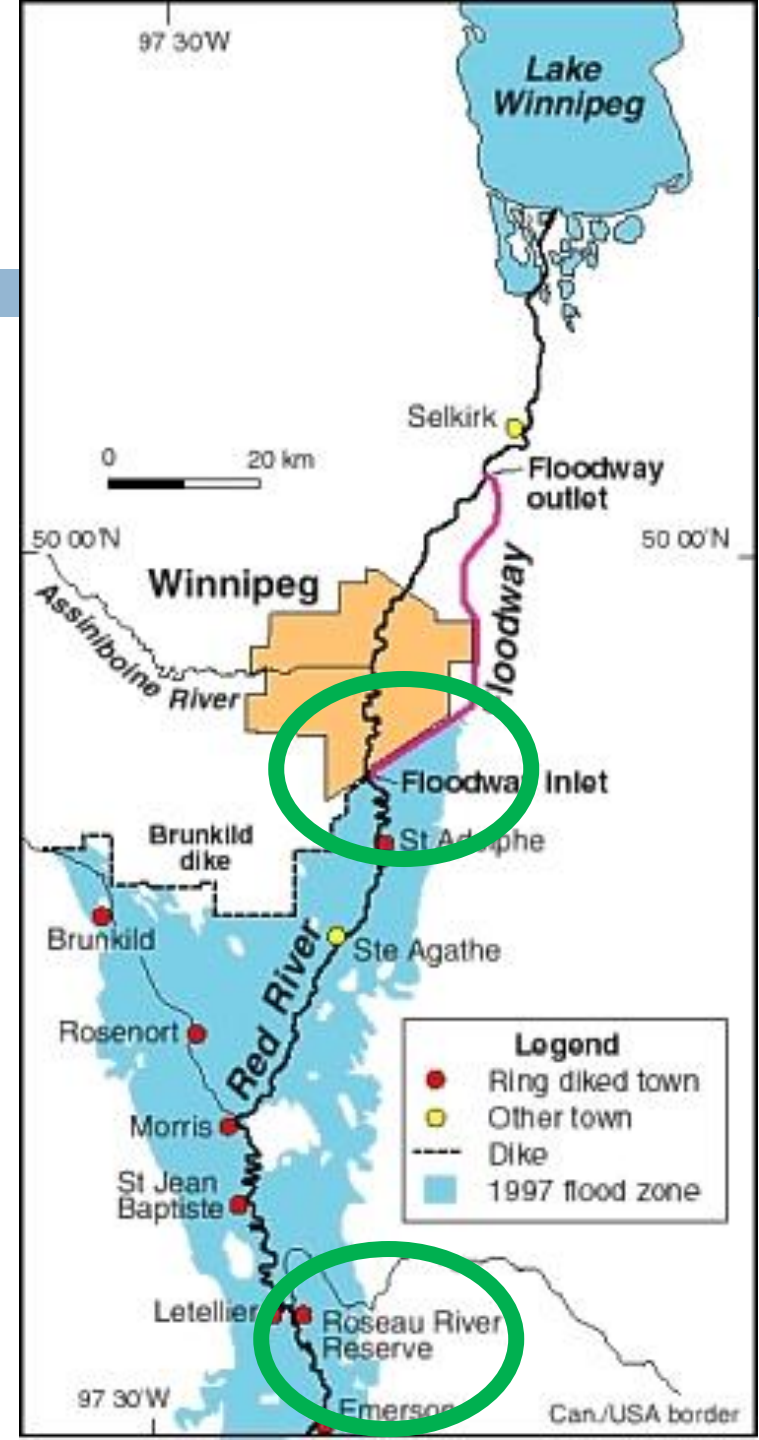 97 30'W
Lake
Winnipeg
Selkirk
0 20 km
Floodway
outlet
50 00'N
50 00'N
Winnipeg
Floodway
Assiniboine River
Floodway Inlet
Brunkild
dike
St Adolphe
Brunkild
Ste Agathe
Red River
Rosenort
Legend
Ring diked town
Other town
Dike
1997 flood zone
Morris
St Jean
Baptiste
Letellier
Roseau River
Reserve
97 30'W
Emerson
Can./USA border